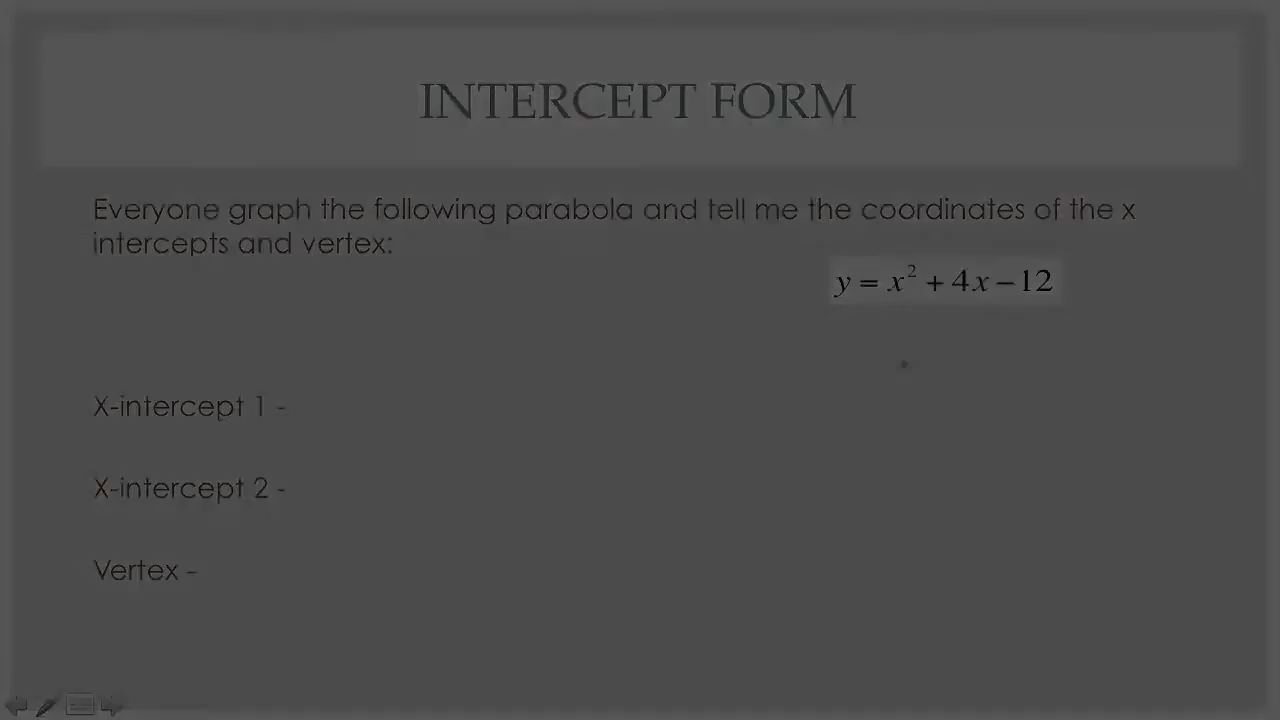 INTERCEPT FORM
Everyone graph the following parabola and tell me the coordinates of the x
intercepts and vertex:
y = x² + 4x − 12
X-intercept 1 -
X-intercept 2 -
Vertex -